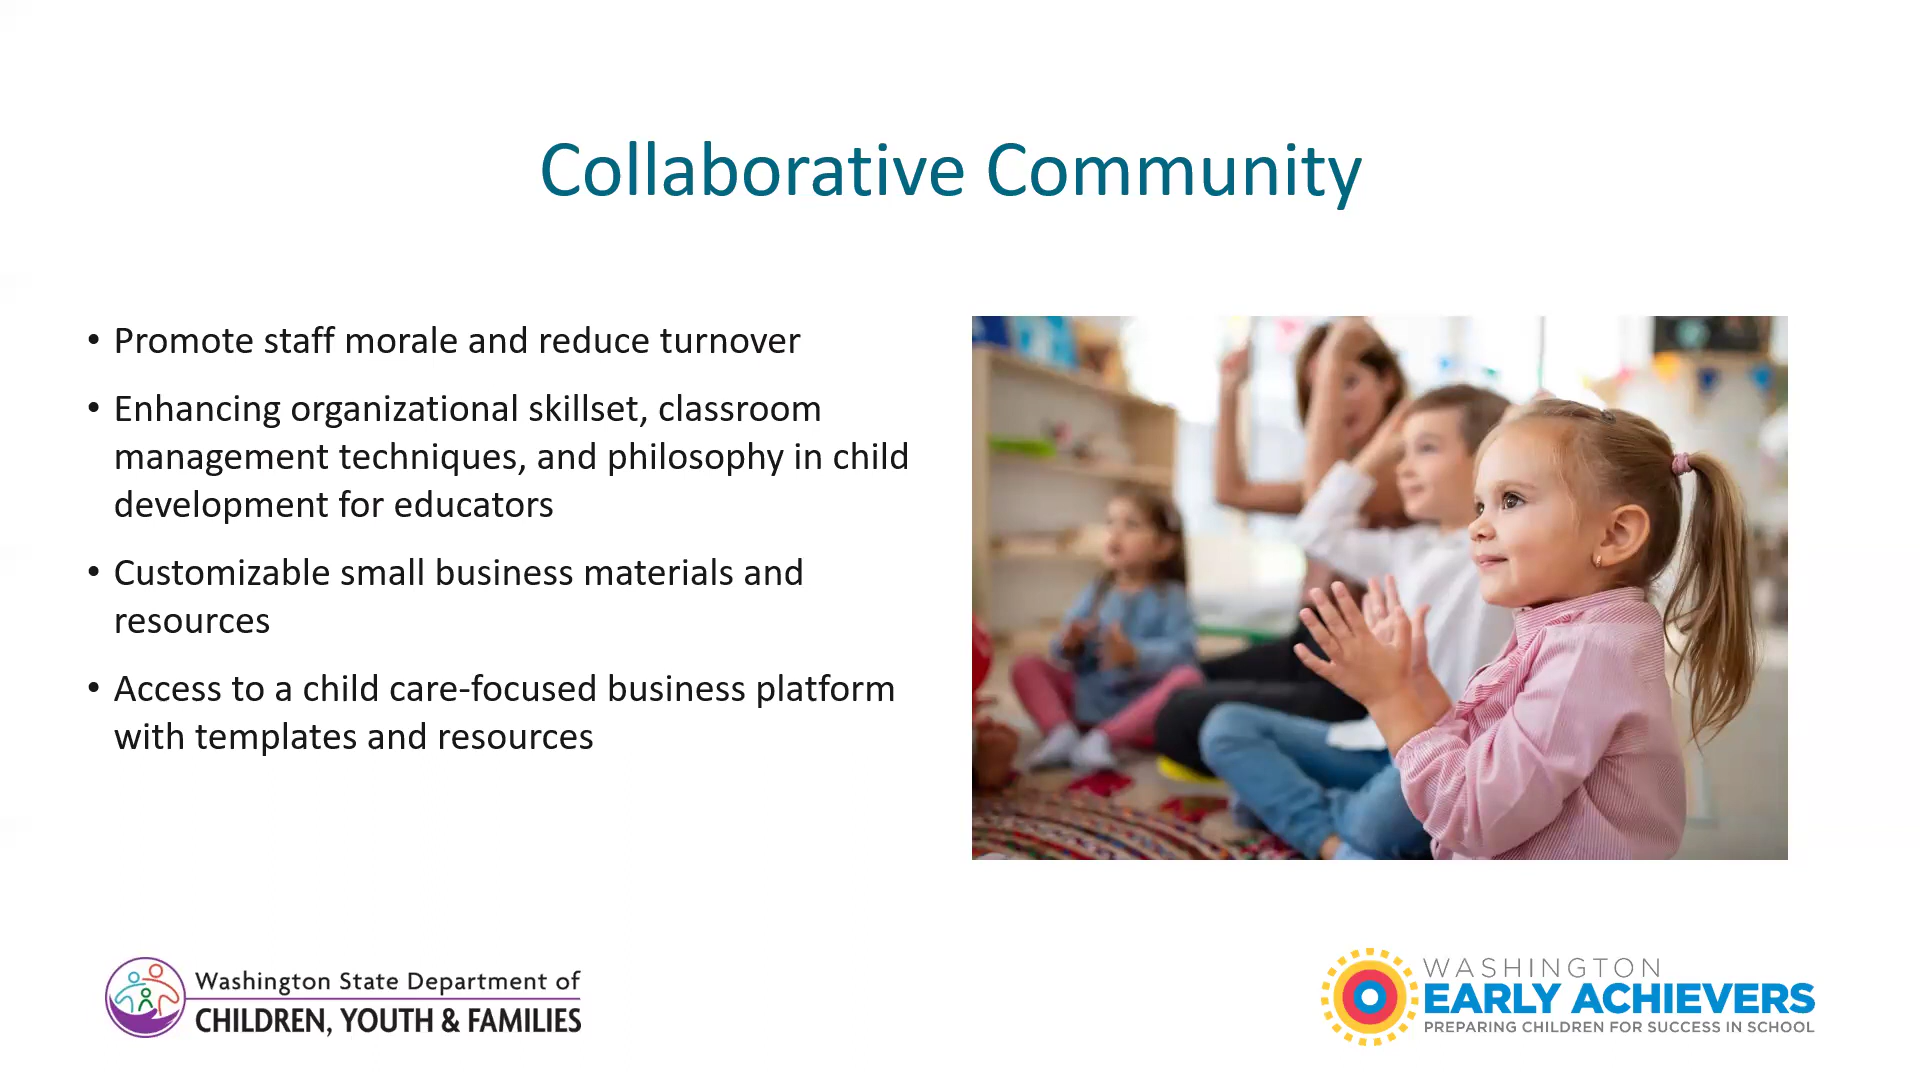 Collaborative Community
• Promote staff morale and reduce turnover
• Enhancing organizational skillset, classroom
management techniques, and philosophy in child
development for educators
• Customizable small business materials and
resources
• Access to a child care-focused business platform
with templates and resources
Washington State Department of
CHILDREN, YOUTH & FAMILIES
WASHINGTON
EARLY ACHIEVERS
PREPARING CHILDREN FOR SUCCESS IN SCHOOL